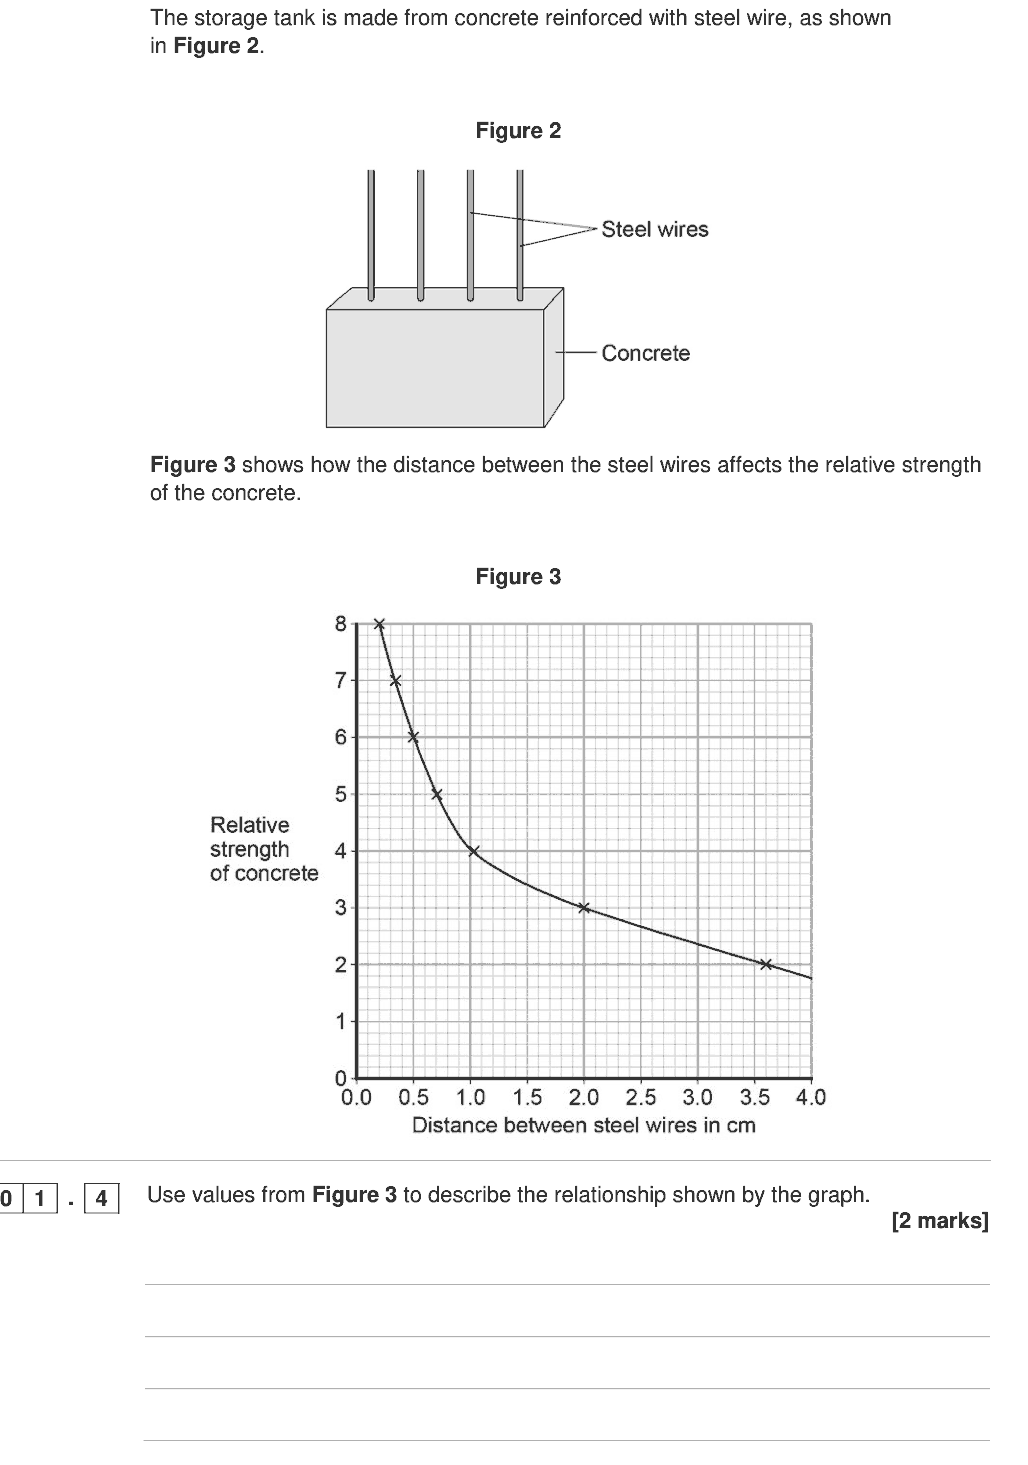 The storage tank is made from concrete reinforced with steel wire, as shown
in Figure 2.
Figure 2
Steel wires
Concrete
Figure 3 shows how the distance between the steel wires affects the relative strength
of the concrete.
Figure 3
8
7
6
5
4
3
2
1
0
Relative
strength
of concrete
0.0 0.5 1.0 1.5 2.0 2.5 3.0 3.5 4.0
Distance between steel wires in cm
0 1 . 4 Use values from Figure 3 to describe the relationship shown by the graph.
[2 marks]